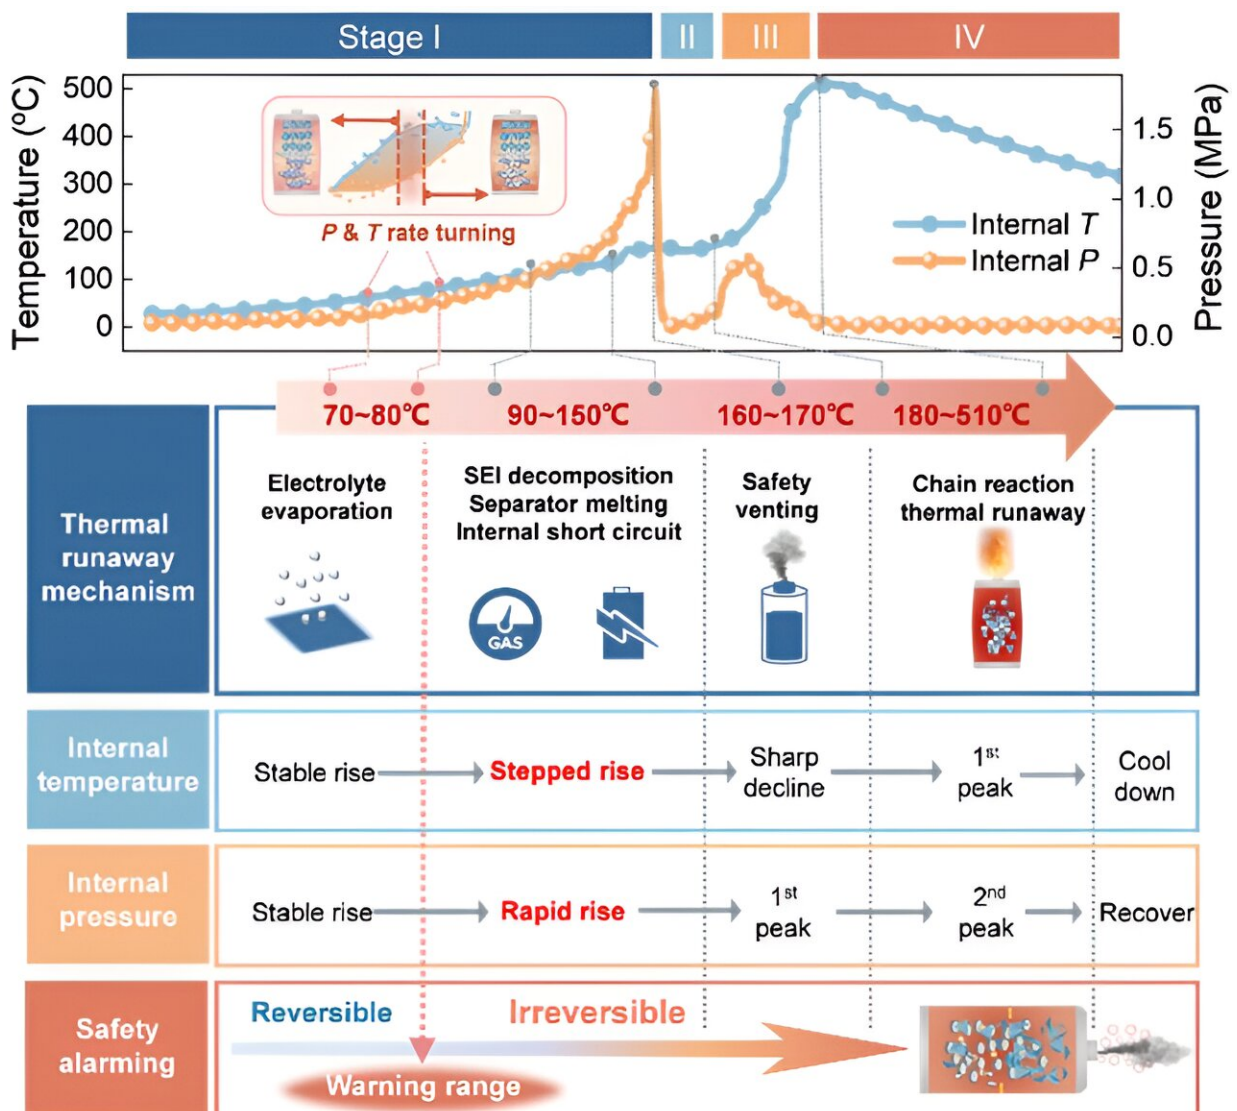 Stage I
II
III
IV
Temperature (ºC)
500
400
300
200
100
0
P & T rate turning
Internal T
Internal P
1.5
1.0
0.5
0.0
Pressure (MPa)
70~80℃
90~150℃
160~170℃
180~510℃
Thermal
runaway
mechanism
Electrolyte
evaporation
SEI decomposition
Separator melting
Internal short circuit
GAS
Safety
venting
Chain reaction
thermal runaway
Internal
temperature
Stable rise
Stepped rise
Sharp
decline
1st
peak
Cool
down
Internal
pressure
Stable rise
Rapid rise
1st
peak
2nd
peak
Recover
Safety
alarming
Reversible
Irreversible
Warning range